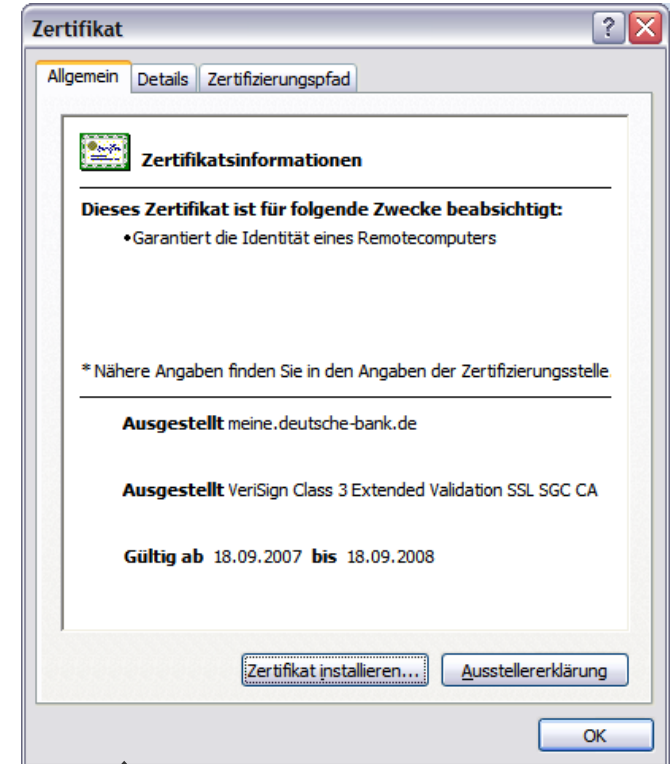 Zertifikat
Allgemein Details Zertifizierungspfad
Zertifikatsinformationen
Dieses Zertifikat ist für folgende Zwecke beabsichtigt:
•Garantiert die Identität eines Remotecomputers
* Nähere Angaben finden Sie in den Angaben der Zertifizierungsstelle
Ausgestellt meine.deutsche-bank.de
Ausgestellt VeriSign Class 3 Extended Validation SSL SGC CA
Gültig ab 18.09.2007 bis 18.09.2008
Zertifikat installieren... Ausstellererklärung
OK